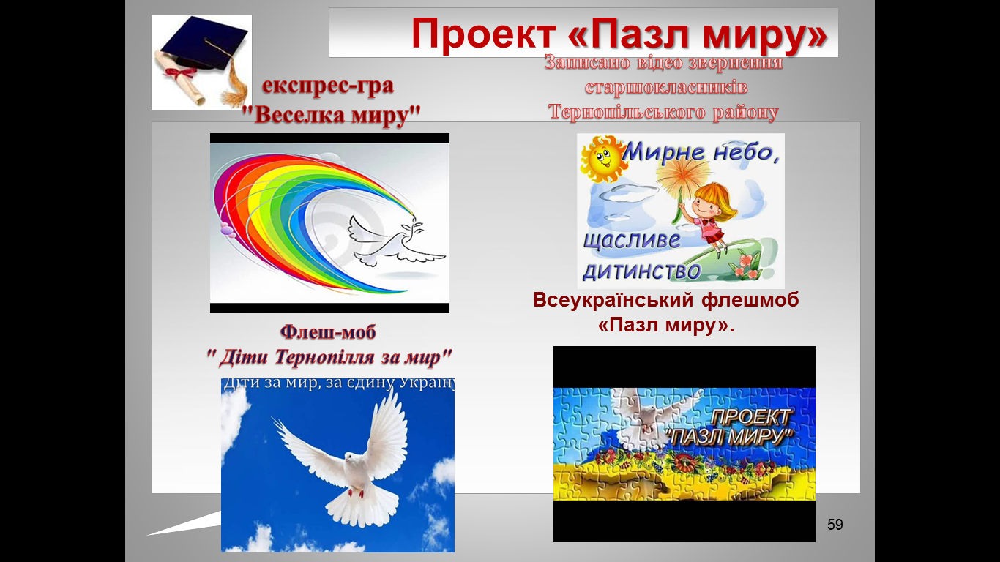 Проект «Пазл миру»
Записано відео звернення
старшокласників
Тернопільського району
експрес-гра
"Веселка миру"
Мирне небо,
щасливе
дитинство
Всеукраїнський флешмоб
«Пазл миру».
Флеш-моб
" Діти Тернопілля за мир"
Діти за мир, за єдину Україну
ПРОЕКТ
"ПАЗЛ МИРУ"
59